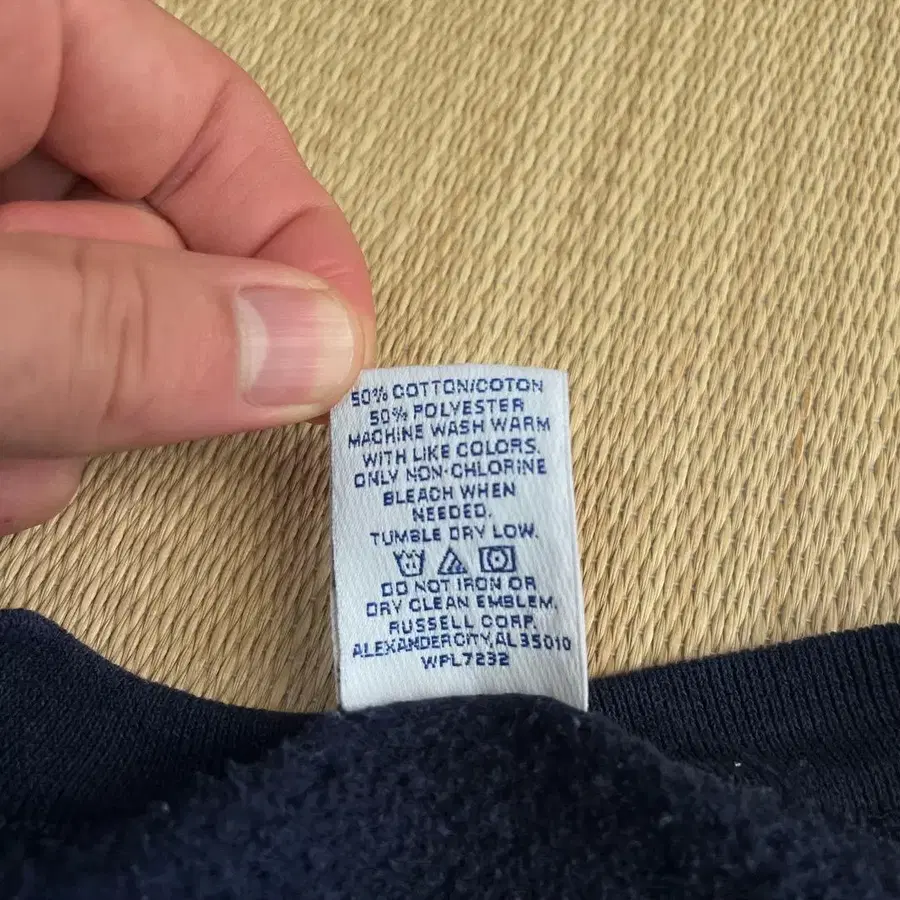 50% COTTON/COTON
50% POLYESTER
MACHINE WASH WARM
WITH LIKE COLORS.
ONLY NON-CHLORINE
BLEACH WHEN
NEEDED.
TUMBLE DRY LOW.
DO NOT IRON OR
DRY CLEAN EMBLEM.
RUSSELL CORP.
ALEXANDER CITY, AL 35010
WPL7232